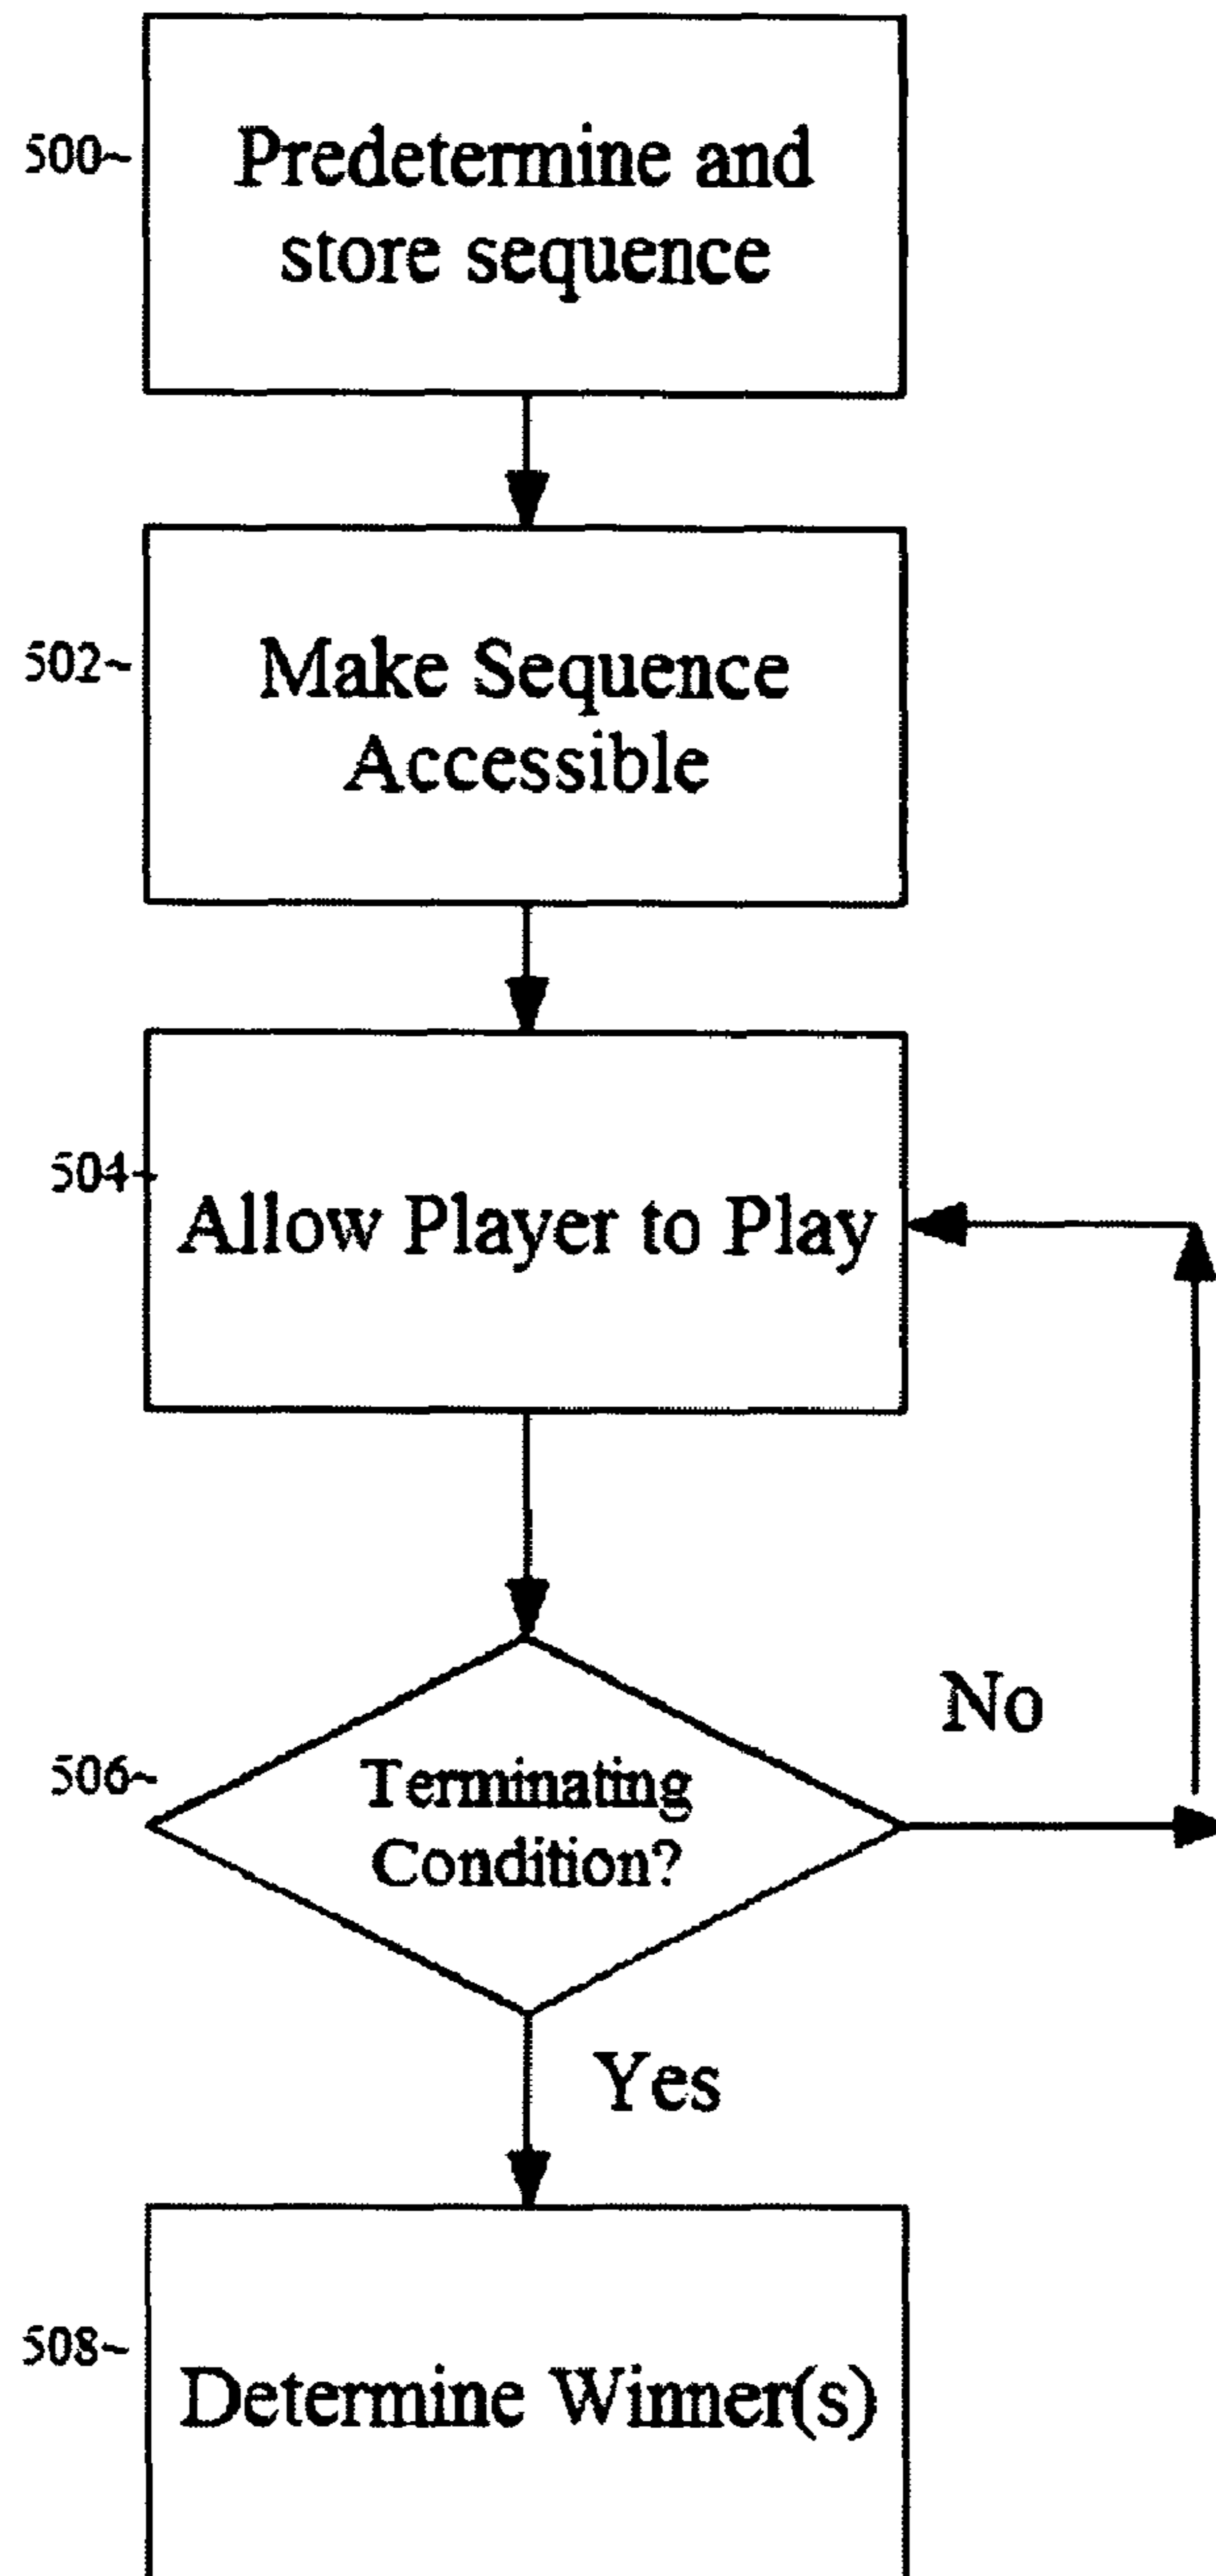 500~
Predetermine and
store sequence
502~
Make Sequence
Accessible
504~
Allow Player to Play
No
506~
Terminating
Condition?
Yes
508~
Determine Winner(s)